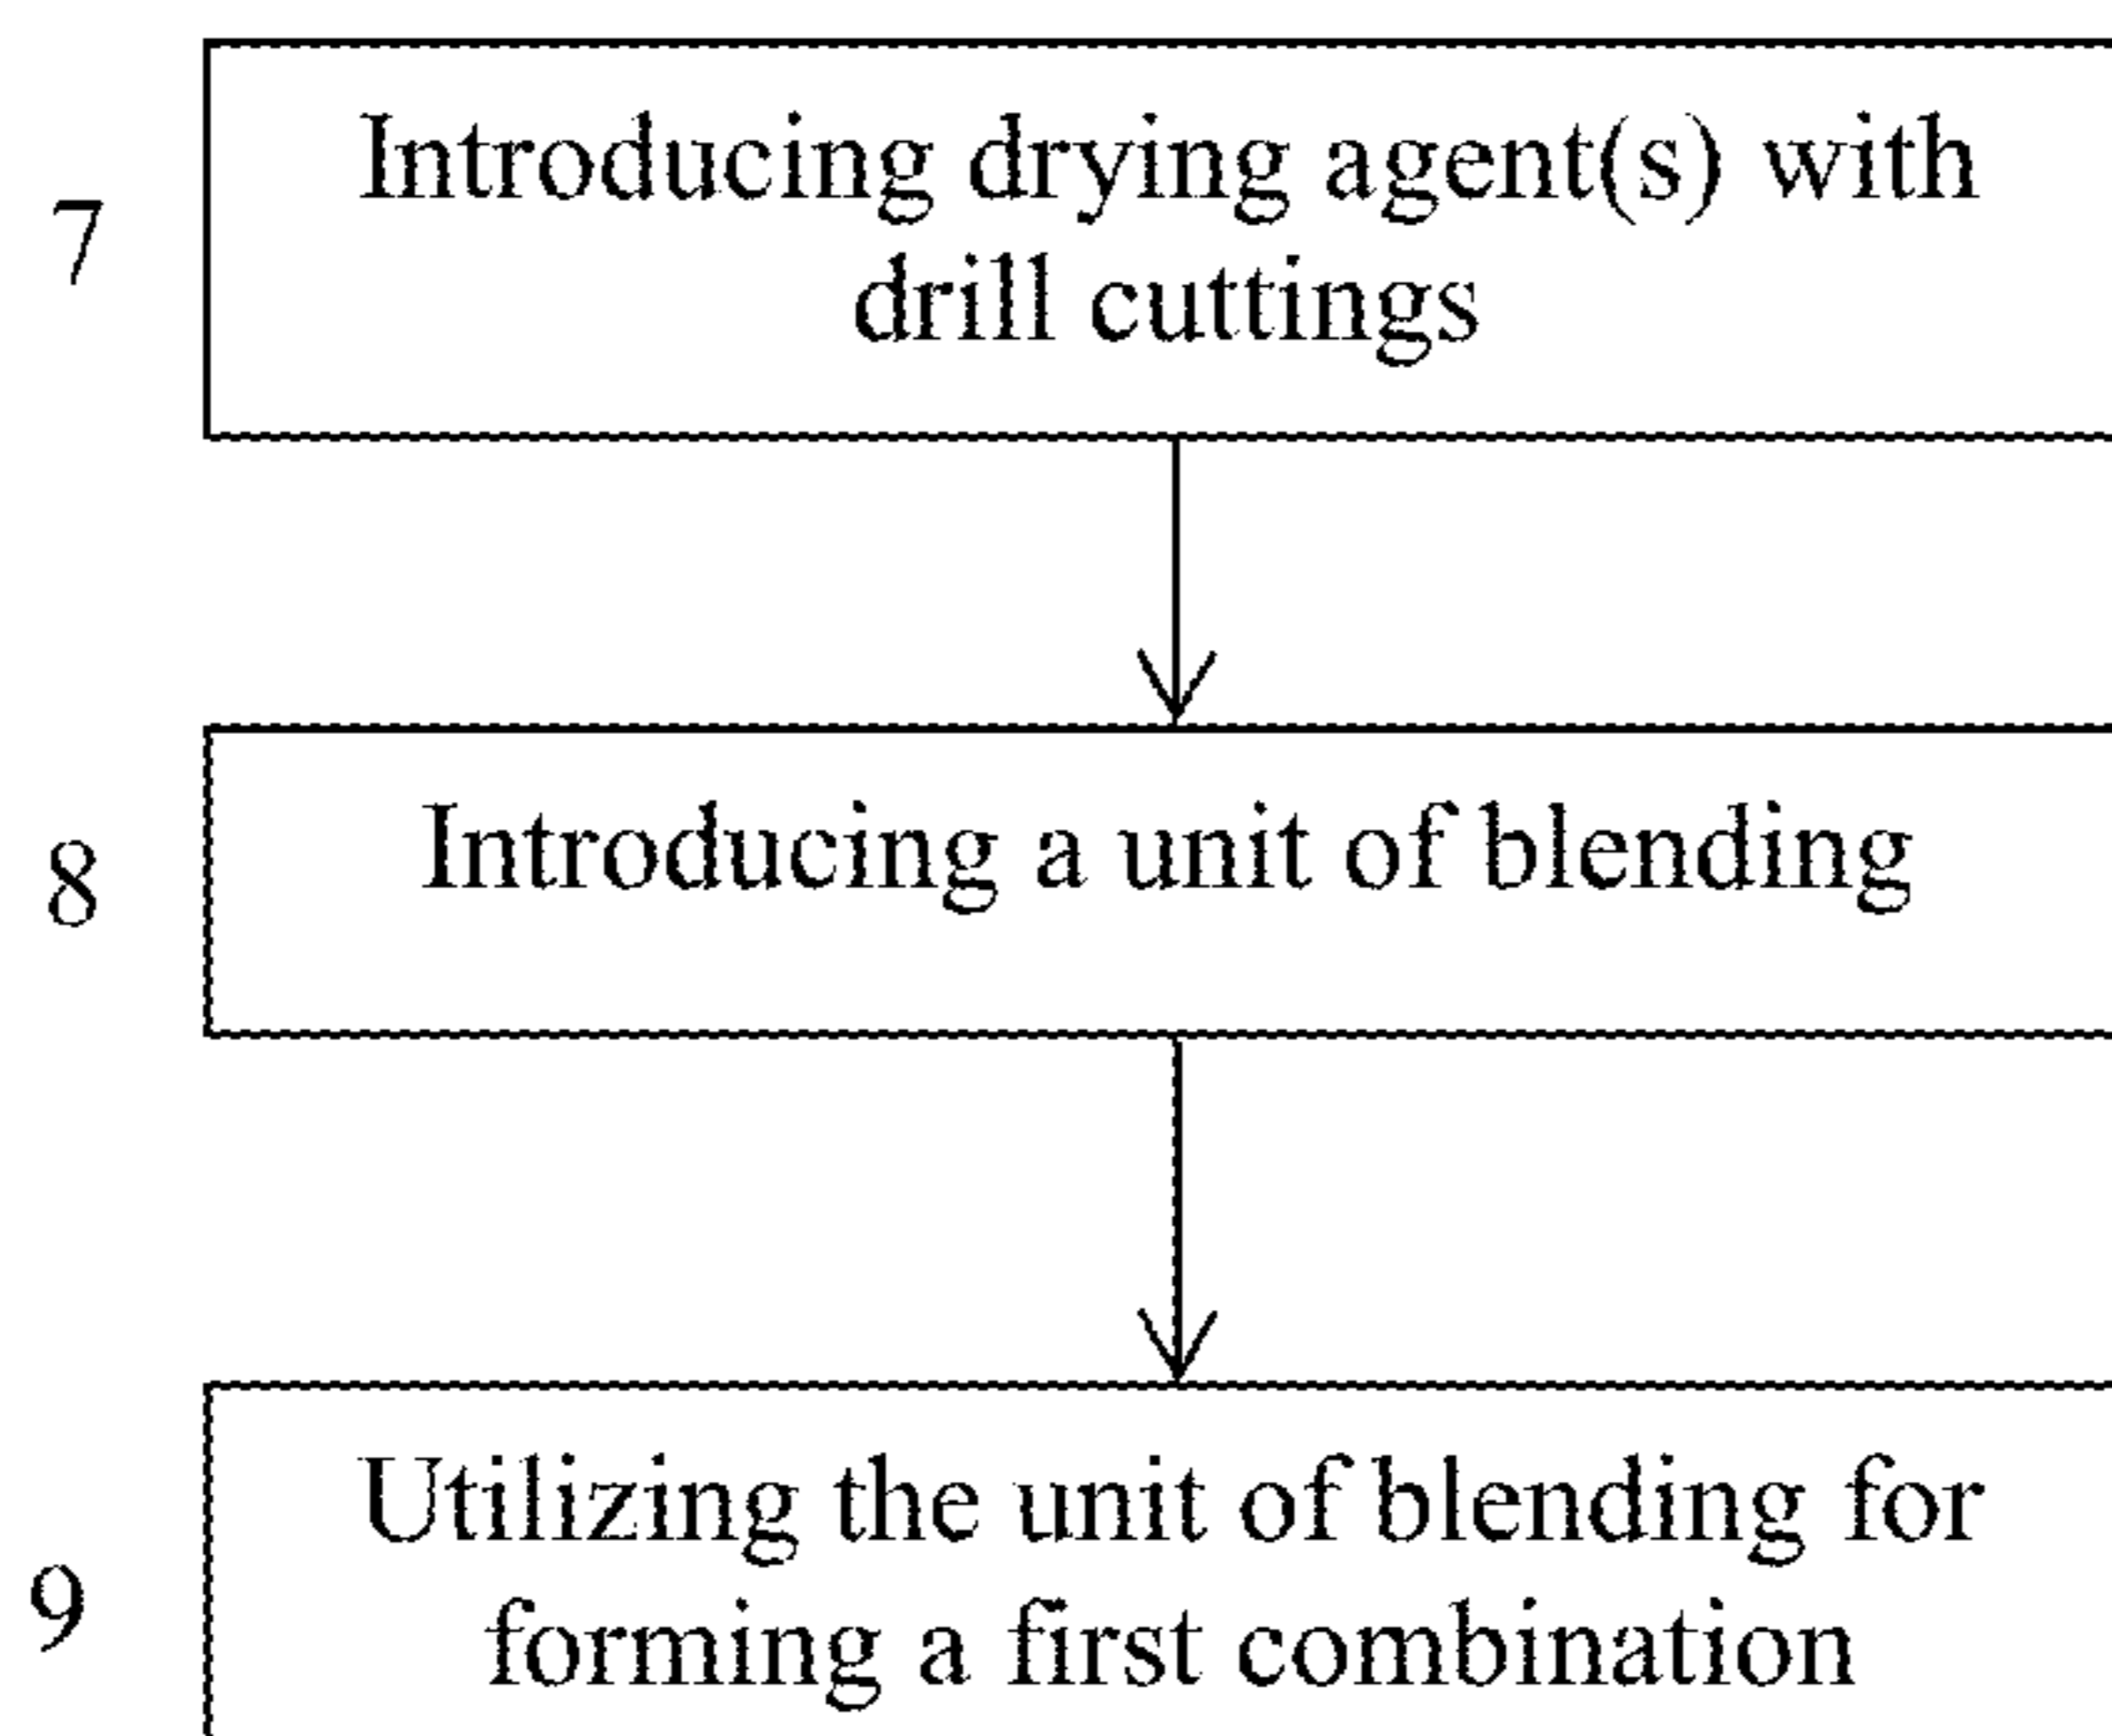 7
Introducing drying agent(s) with
drill cuttings
8
Introducing a unit of blending
9
Utilizing the unit of blending for
forming a first combination